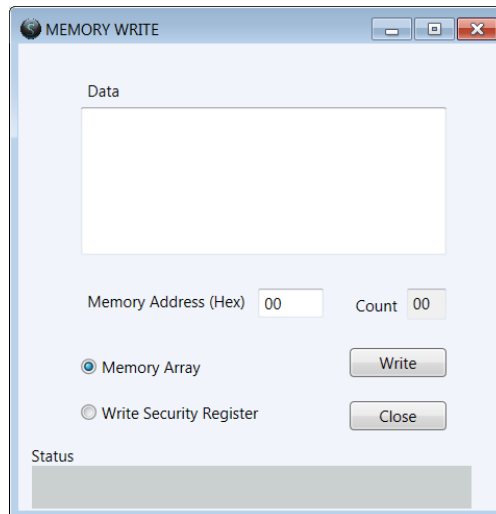 MEMORY WRITE
Data
Memory Address (Hex) 00 Count 00
Memory Array
Write
Write Security Register
Close
Status